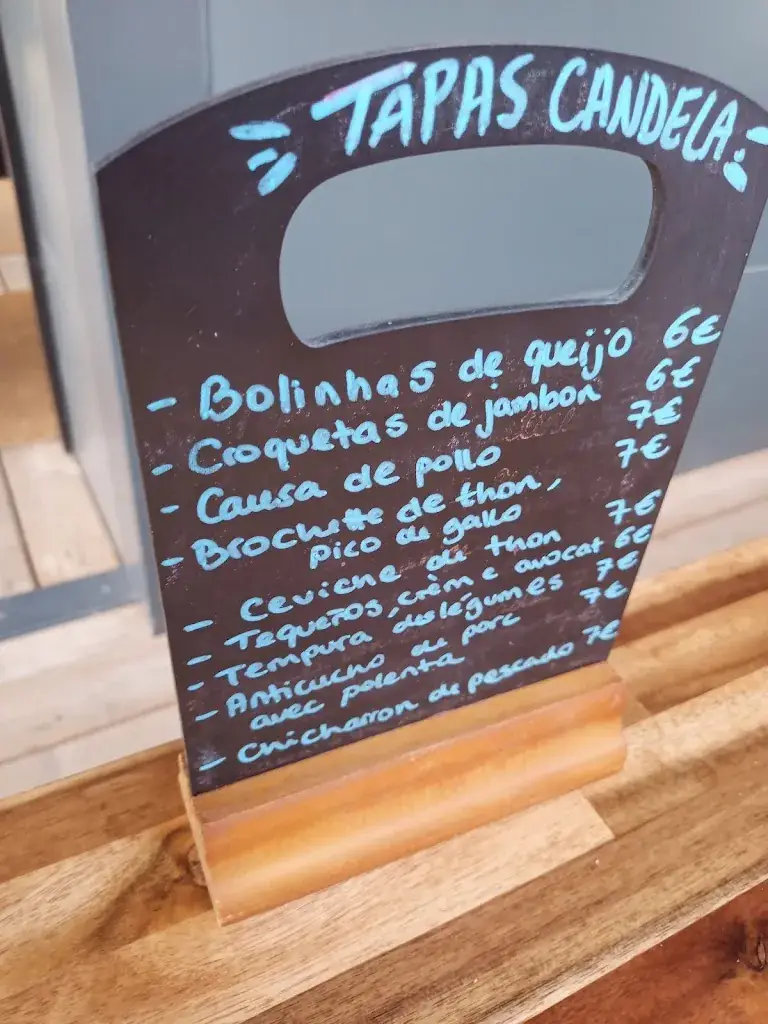 TAPAS CANDELA
- Bolinhas de queijo 6€
- Croquetas de jambon 6€
- Causa de pollo 7€
- Brochette de thon, 7€
pico de gallo
- Ceviche de thon 7€
- Tequeños, crème avocat 6€
- Tempura de légumes 7€
- Anticucho de porc 7€
avec polenta
- Chicharron de pescado 7€